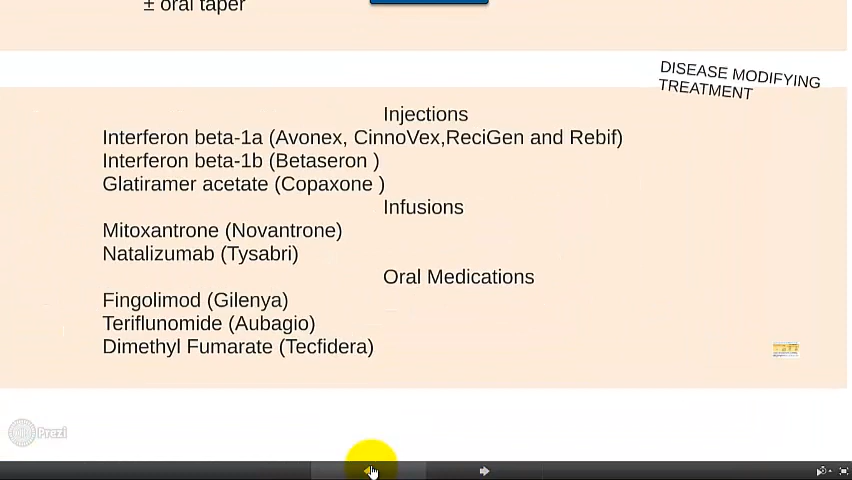 ± oral taper
DISEASE MODIFYING
TREATMENT
Injections
Interferon beta-1a (Avonex, CinnoVex,ReciGen and Rebif)
Interferon beta-1b (Betaseron )
Glatiramer acetate (Copaxone )
Infusions
Mitoxantrone (Novantrone)
Natalizumab (Tysabri)
Oral Medications
Fingolimod (Gilenya)
Teriflunomide (Aubagio)
Dimethyl Fumarate (Tecfidera)
Prezi